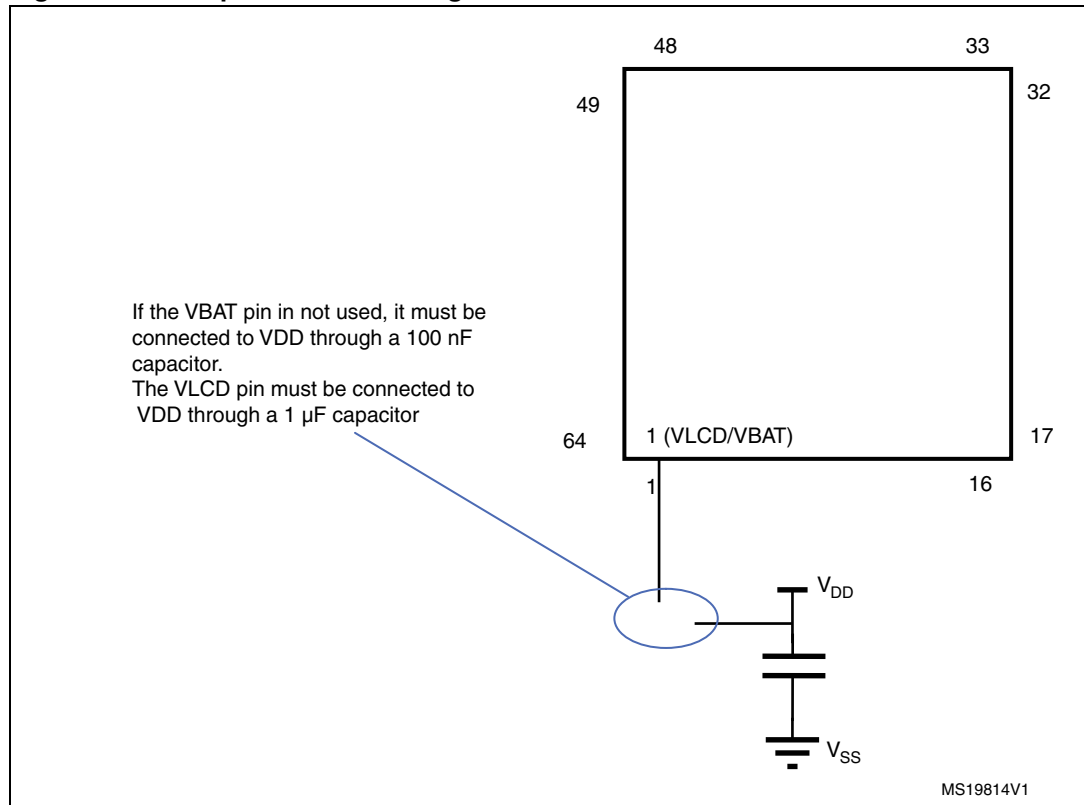 48
33
49
32
If the VBAT pin in not used, it must be
connected to VDD through a 100 nF
capacitor.
The VLCD pin must be connected to
VDD through a 1 µF capacitor
64
1 (VLCD/VBAT)
17
1
16
VDD
VSS
MS19814V1